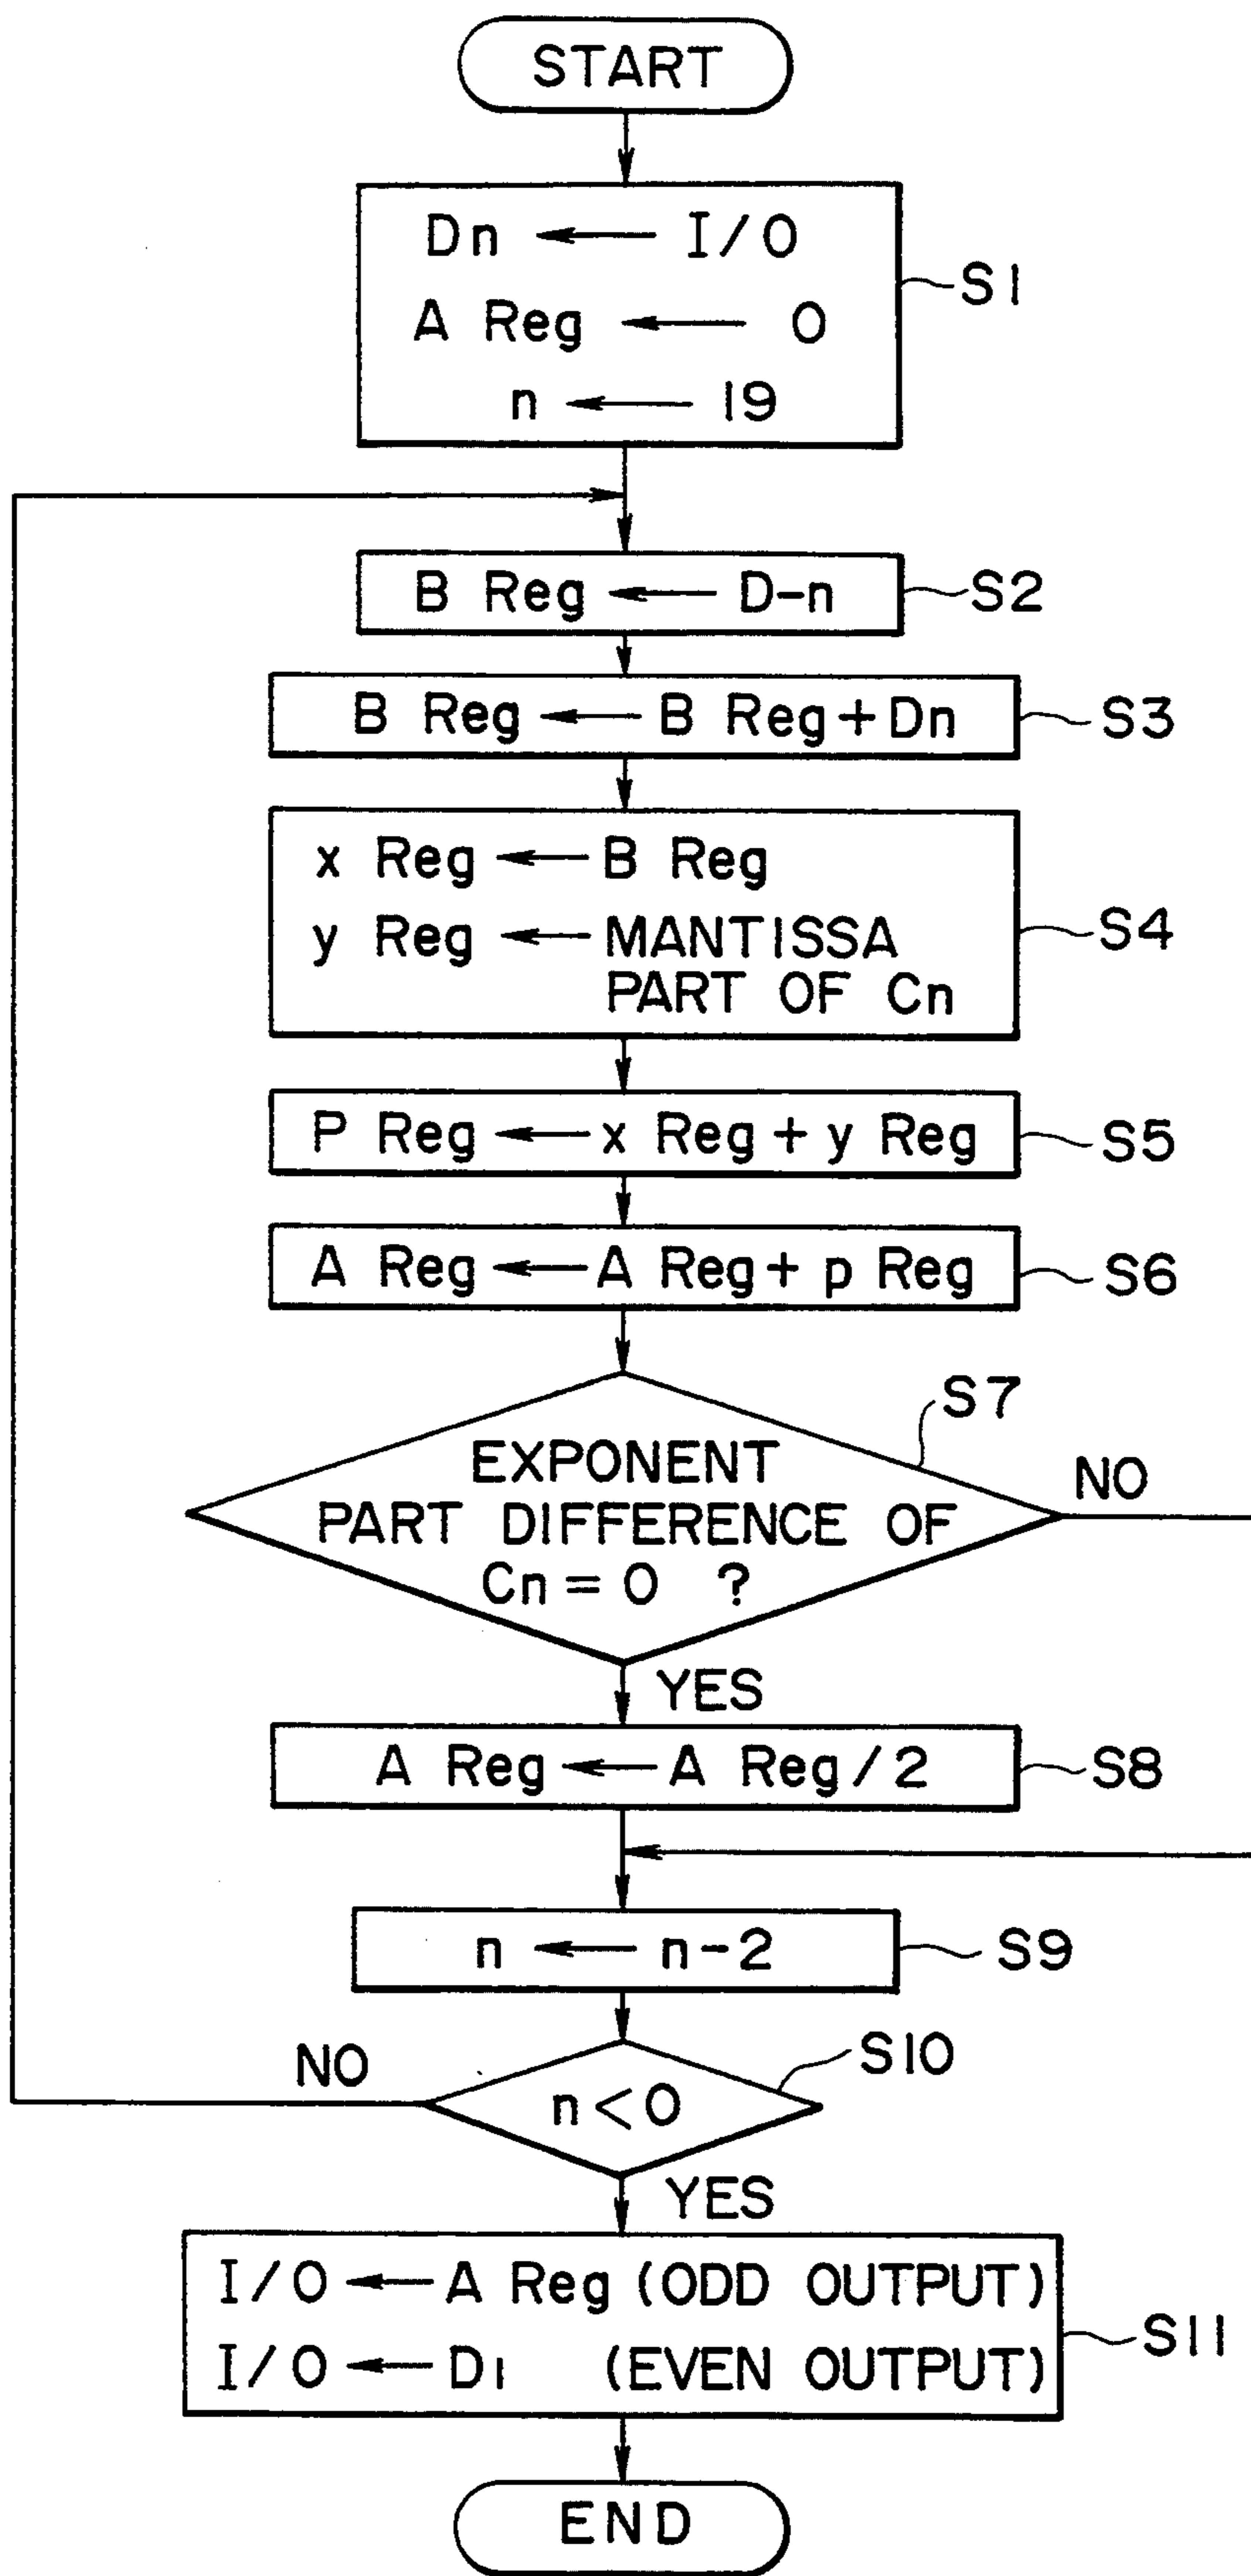 START
Dn ← I/O
A Reg ← 0
n ← 19
S1
B Reg ← D-n
S2
B Reg ← B Reg + Dn
S3
x Reg ← B Reg
y Reg ← MANTISSA
PART OF Cn
S4
P Reg ← x Reg + y Reg
S5
A Reg ← A Reg + p Reg
S6
S7
EXPONENT
PART DIFFERENCE OF
Cn = 0 ?
NO
YES
A Reg ← A Reg / 2
S8
n ← n-2
S9
S10
NO
n < 0
YES
I/O ← A Reg (ODD OUTPUT)
I/O ← D1 (EVEN OUTPUT)
S11
END